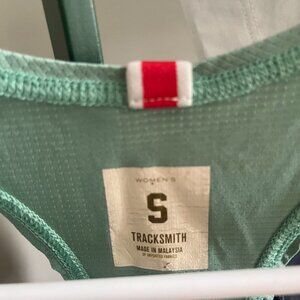 WOMEN'S
S
TRACKSMITH
MADE IN MALAYSIA
OF IMPORTED FABRICS